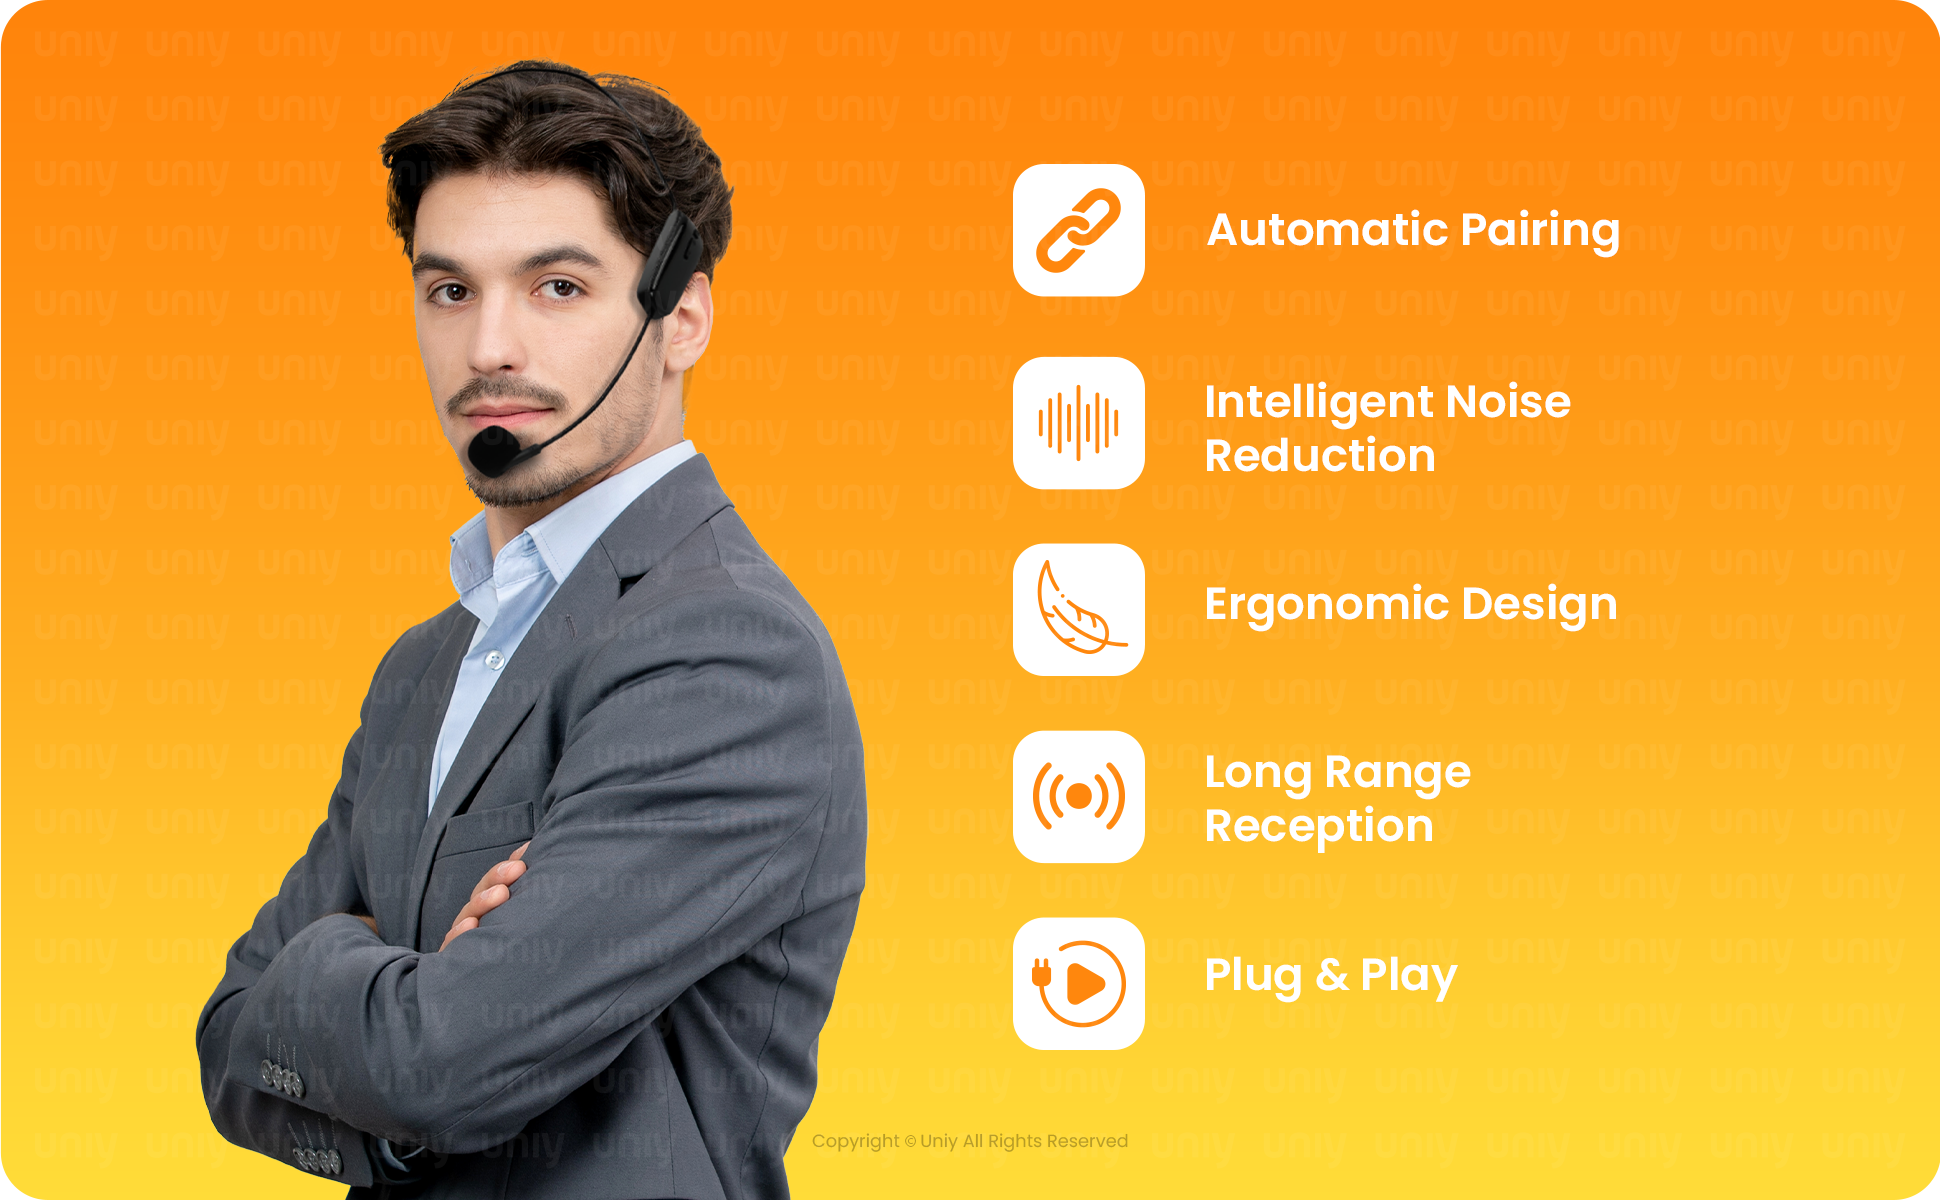 Automatic Pairing
Intelligent Noise
Reduction
Ergonomic Design
Long Range
Reception
Plug & Play
Copyright © Uniy All Rights Reserved